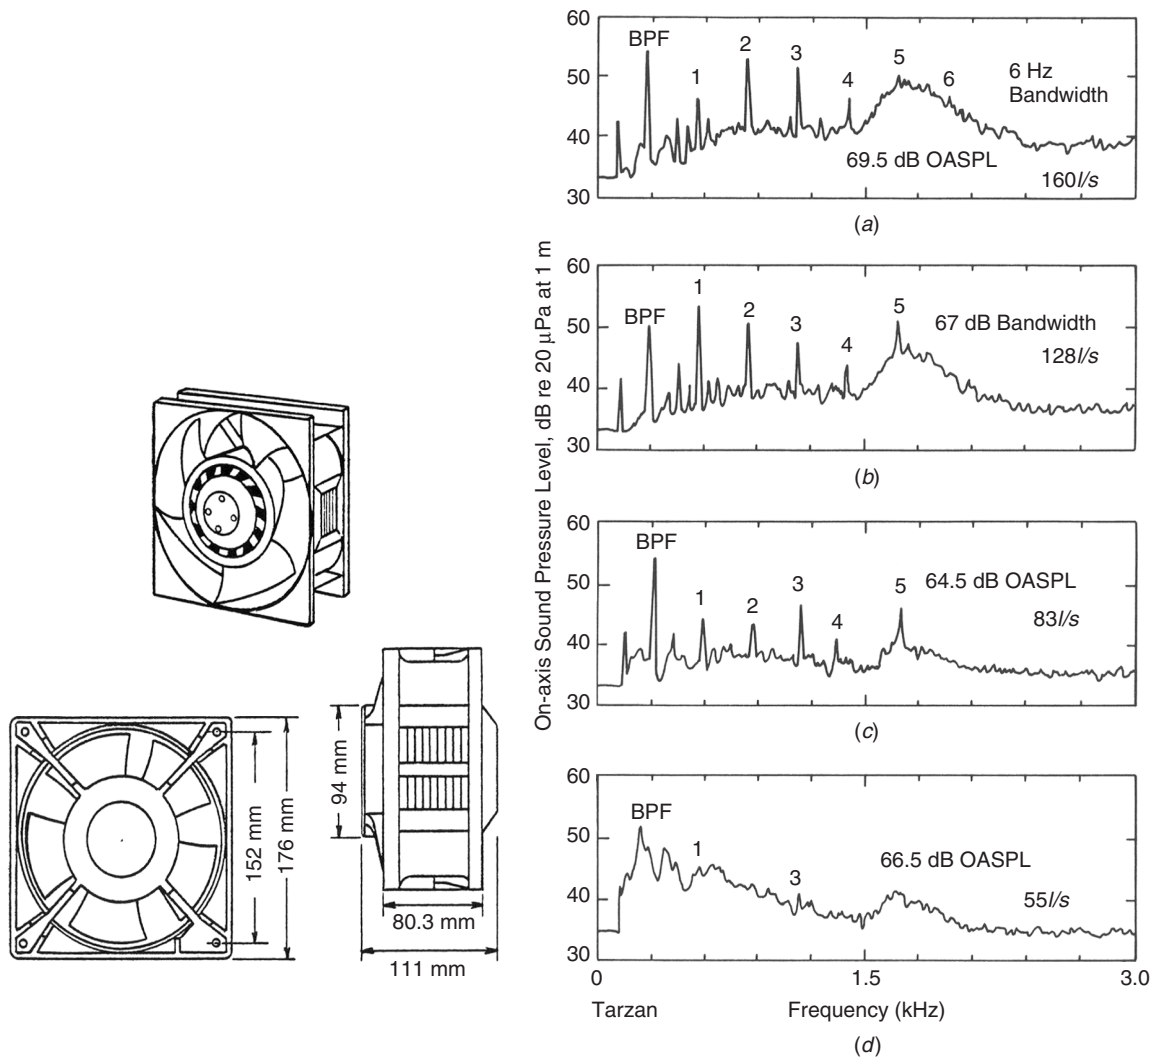 94 mm
152 mm
176 mm
80.3 mm
111 mm
On-axis Sound Pressure Level, dB re 20 μPa at 1 m
60
50
40
30
BPF
1
2
3
4
5
6
6 Hz
Bandwidth
69.5 dB OASPL
160l/s
(a)
60
50
40
30
BPF
1
2
3
4
5
67 dB Bandwidth
128l/s
(b)
60
50
40
30
BPF
1
2
3
4
5
64.5 dB OASPL
83l/s
(c)
60
50
40
30
BPF
1
3
66.5 dB OASPL
55l/s
0
1.5
3.0
Tarzan
Frequency (kHz)
(d)